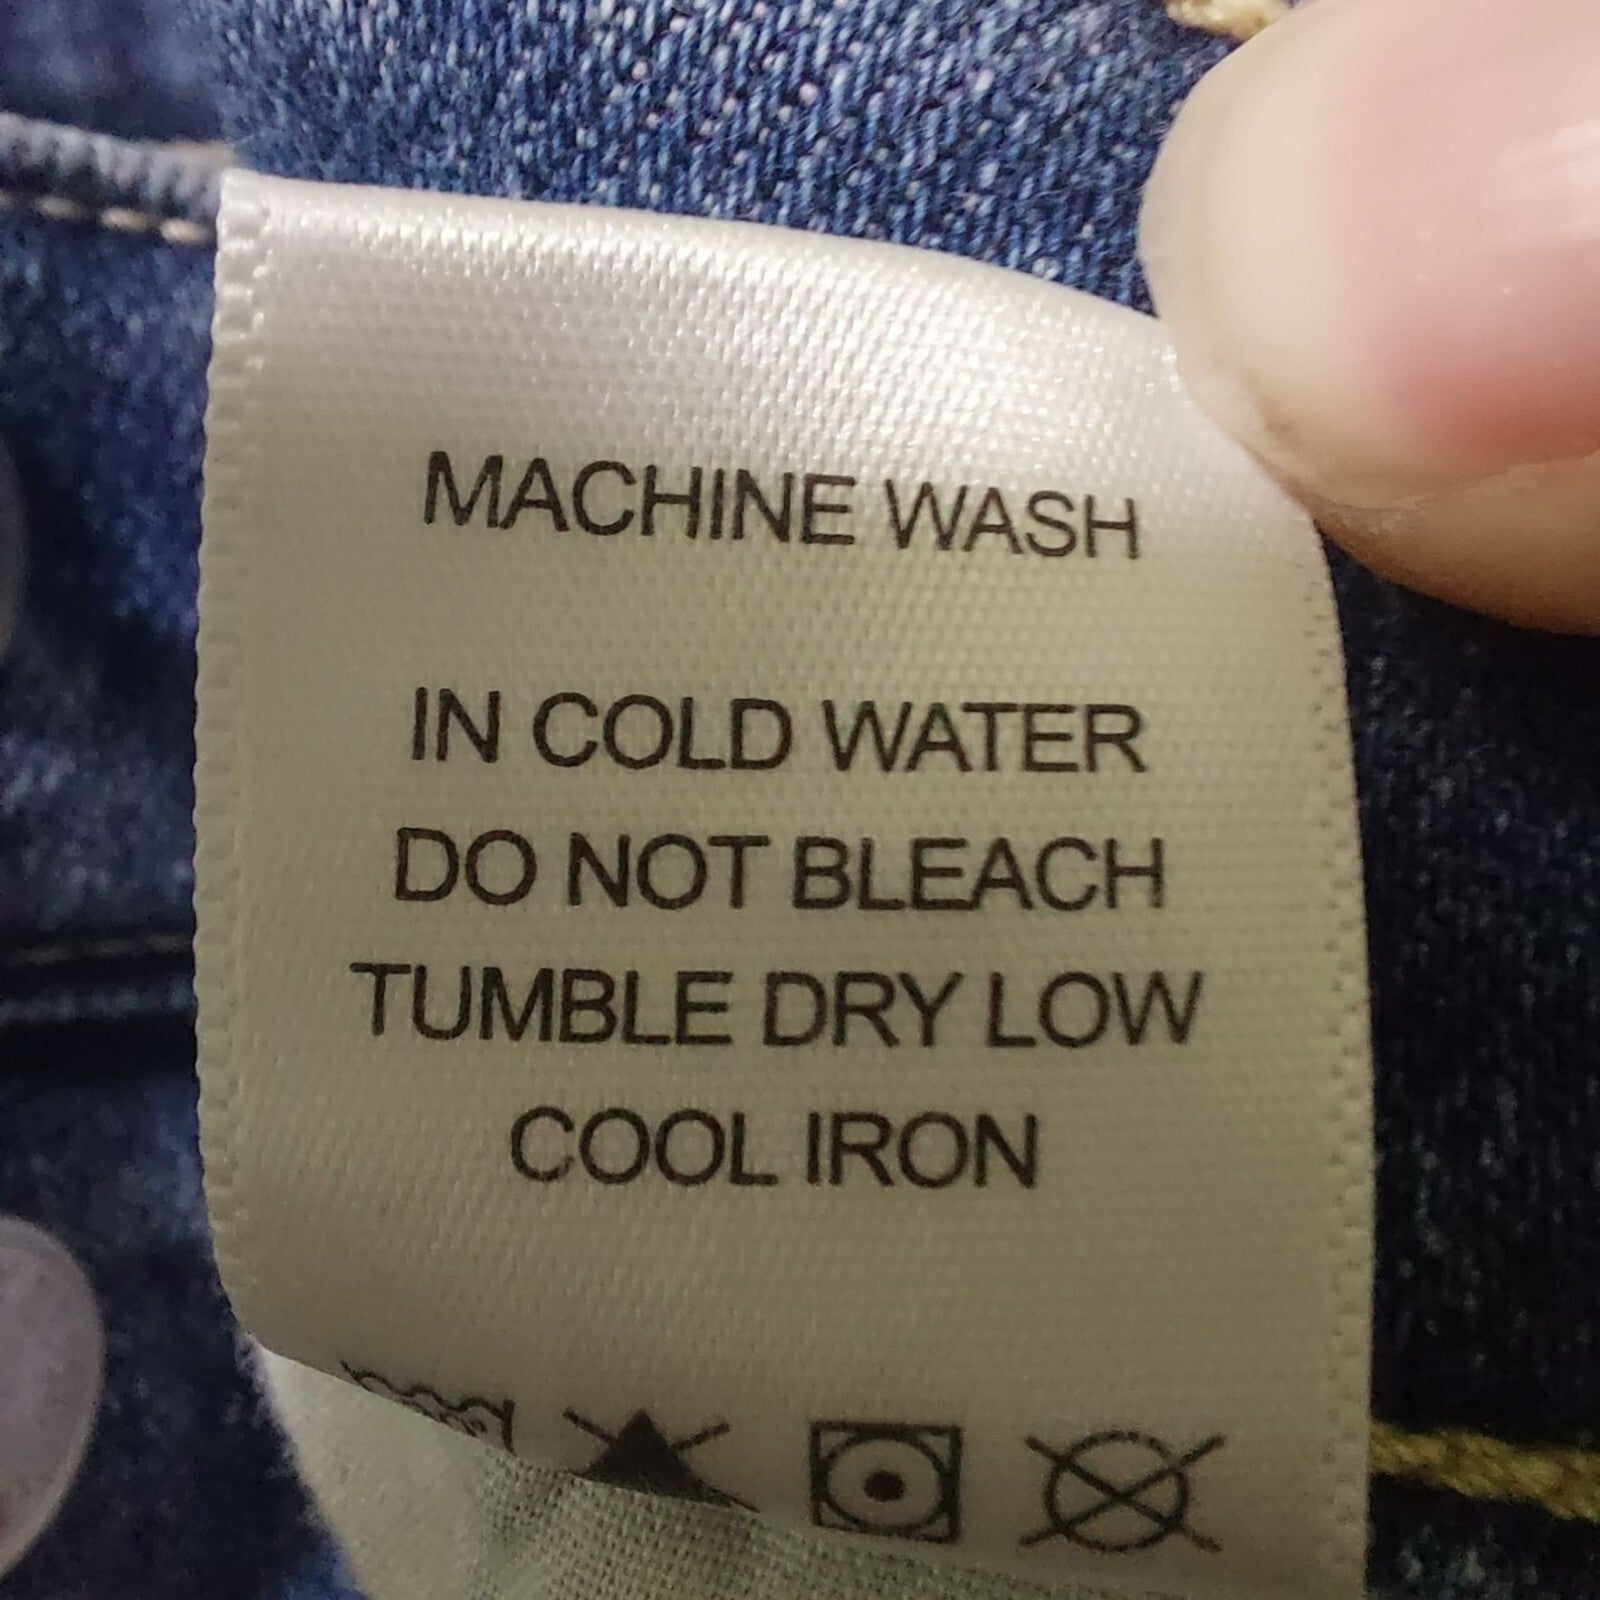 MACHINE WASH
IN COLD WATER
DO NOT BLEACH
TUMBLE DRY LOW
COOL IRON